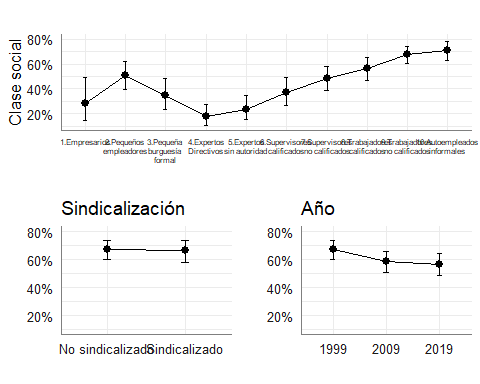 Clase social
80%
60%
40%
20%
1.Empresarios
2.Pequeños
empleadores
3.Pequeña
burguesía
formal
4.Expertos
Directivos
5.Expertos
sin autoridad
6.Supervisores
calificados
7.Supervisores
no calificados
8.Trabajadores
calificados
9.Trabajadores
no calificados
10.Autoempleados
informales
Sindicalización
80%
60%
40%
20%
No sindicalizado
Sindicalizado
Año
80%
60%
40%
20%
1999
2009
2019